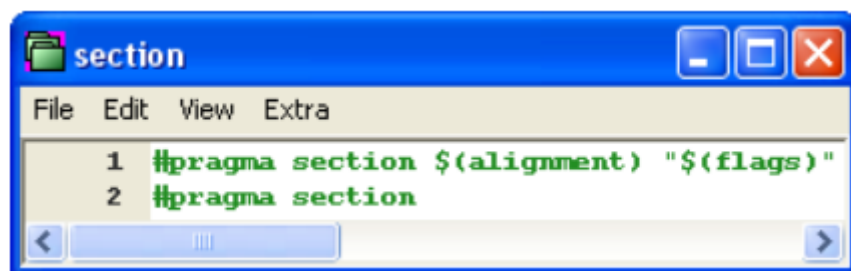 section
File Edit View Extra
1 #pragma section $(alignment) "$(flags)"
2 #pragma section